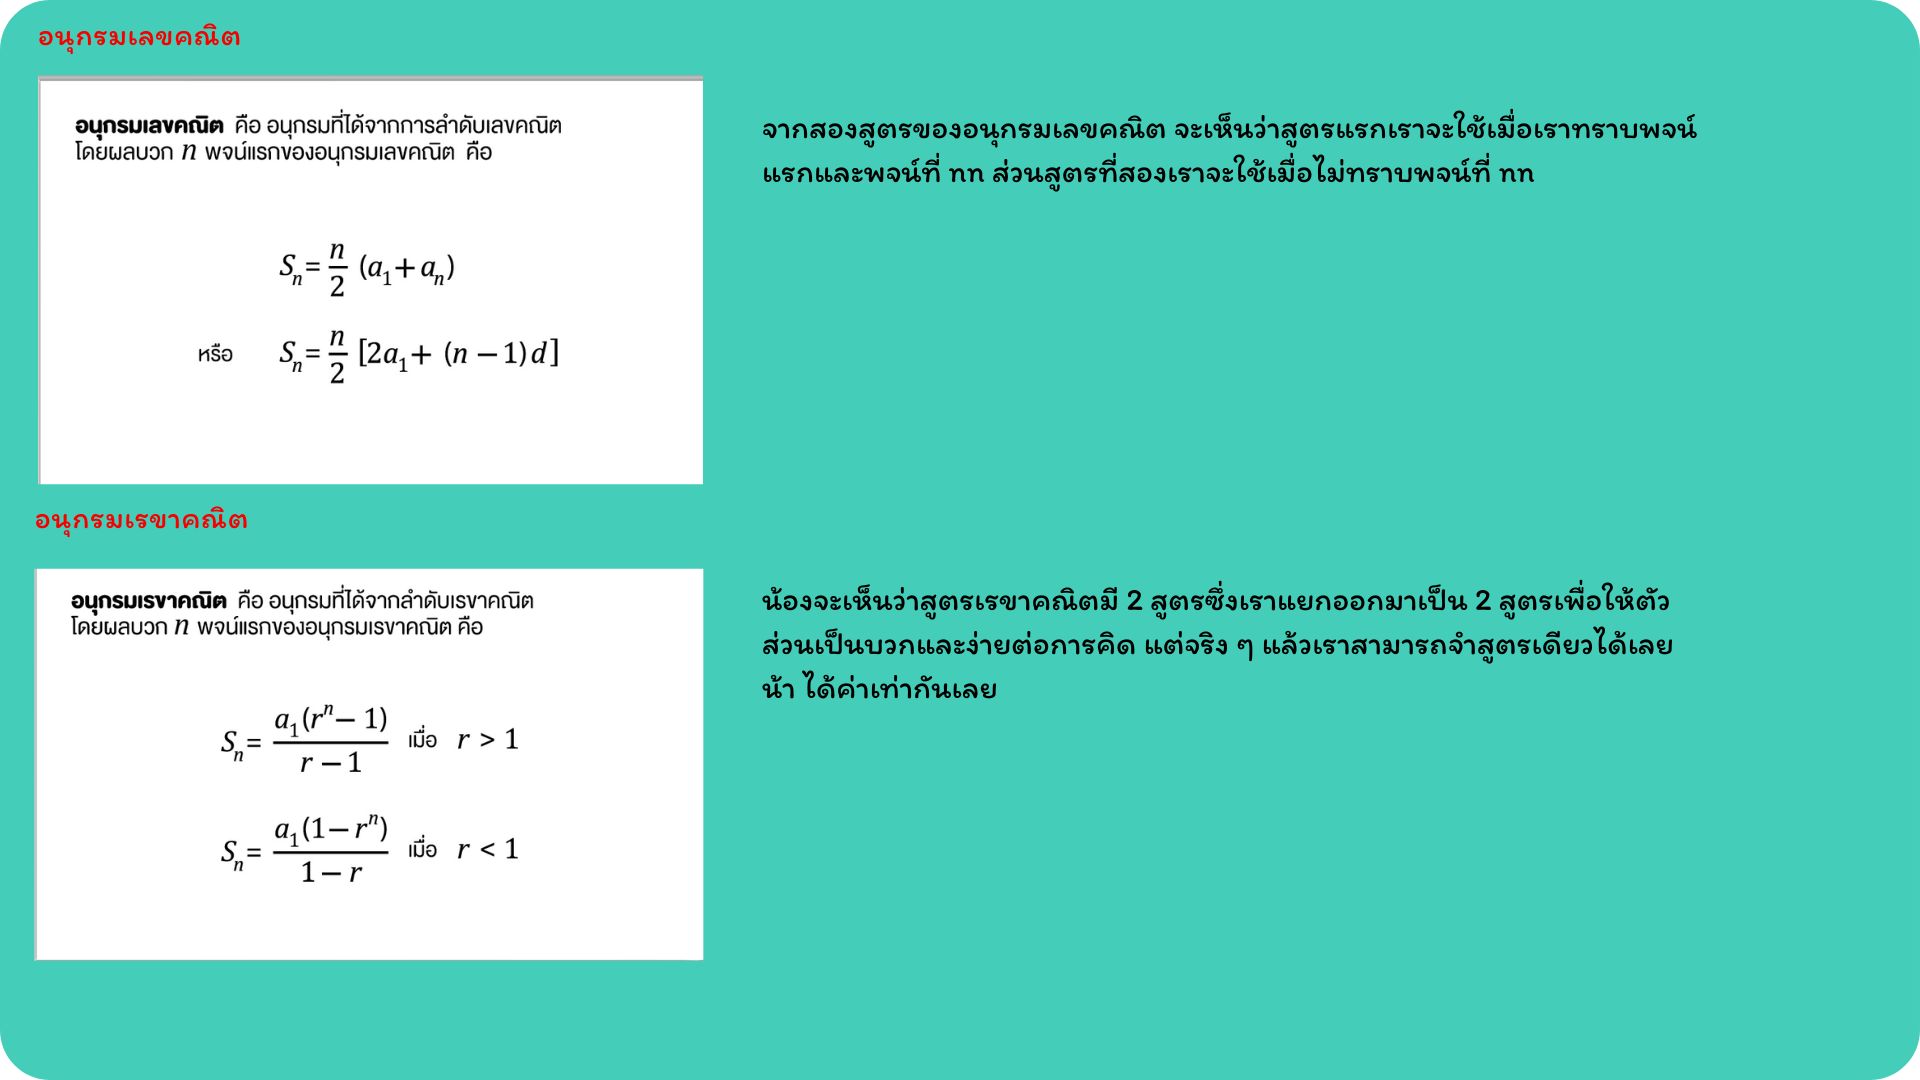 อนุกรมเลขคณิต
อนุกรมเลขคณิต คือ อนุกรมที่ได้จากการลำดับเลขคณิต
โดยผลบวก n พจน์แรกของอนุกรมเลขคณิต คือ
Sₙ = n/2 (a₁ + aₙ)
หรือ Sₙ = n/2 [2a₁ + (n − 1)d]
จากสองสูตรของอนุกรมเลขคณิต จะเห็นว่าสูตรแรกเราจะใช้เมื่อเราทราบพจน์
แรกและพจน์ที่ nn ส่วนสูตรที่สองเราจะใช้เมื่อไม่ทราบพจน์ที่ nn
อนุกรมเรขาคณิต
อนุกรมเรขาคณิต คือ อนุกรมที่ได้จากลำดับเรขาคณิต
โดยผลบวก n พจน์แรกของอนุกรมเรขาคณิต คือ
Sₙ = a₁(rⁿ − 1)/(r − 1) เมื่อ r > 1
Sₙ = a₁(1 − rⁿ)/(1 − r) เมื่อ r < 1
น้องจะเห็นว่าสูตรเรขาคณิตมี 2 สูตรซึ่งเราแยกออกมาเป็น 2 สูตรเพื่อให้ตัว
ส่วนเป็นบวกและง่ายต่อการคิด แต่จริง ๆ แล้วเราสามารถจำสูตรเดียวได้เลย
น้า ได้ค่าเท่ากันเลย